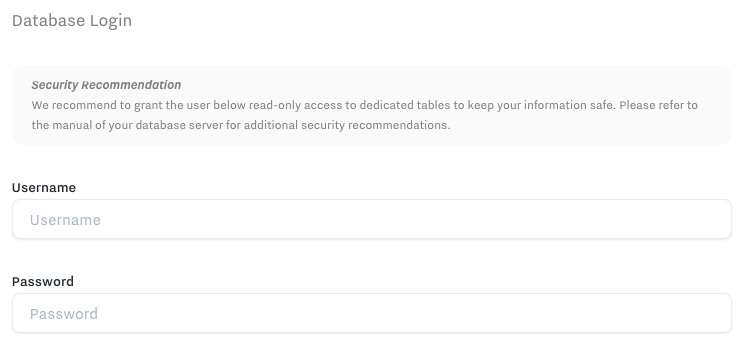 Database Login
Security Recommendation
We recommend to grant the user below read-only access to dedicated tables to keep your information safe. Please refer to
the manual of your database server for additional security recommendations.
Username
Username
Password
Password